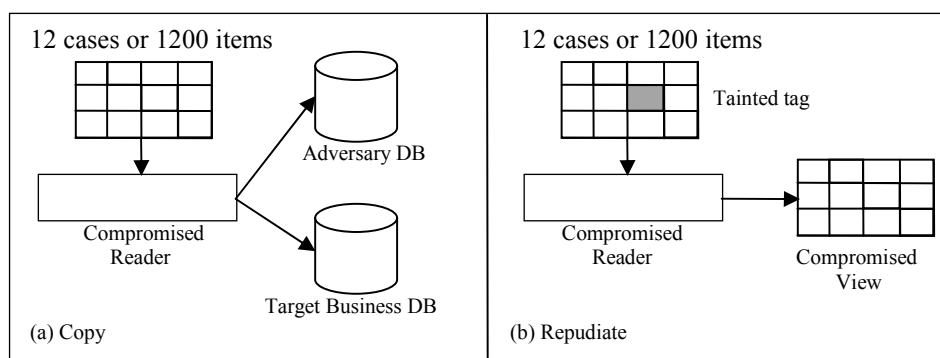 12 cases or 1200 items
Adversary DB
Compromised
Reader
Target Business DB
(a) Copy
12 cases or 1200 items
Tainted tag
Compromised
Reader
Compromised
View
(b) Repudiate